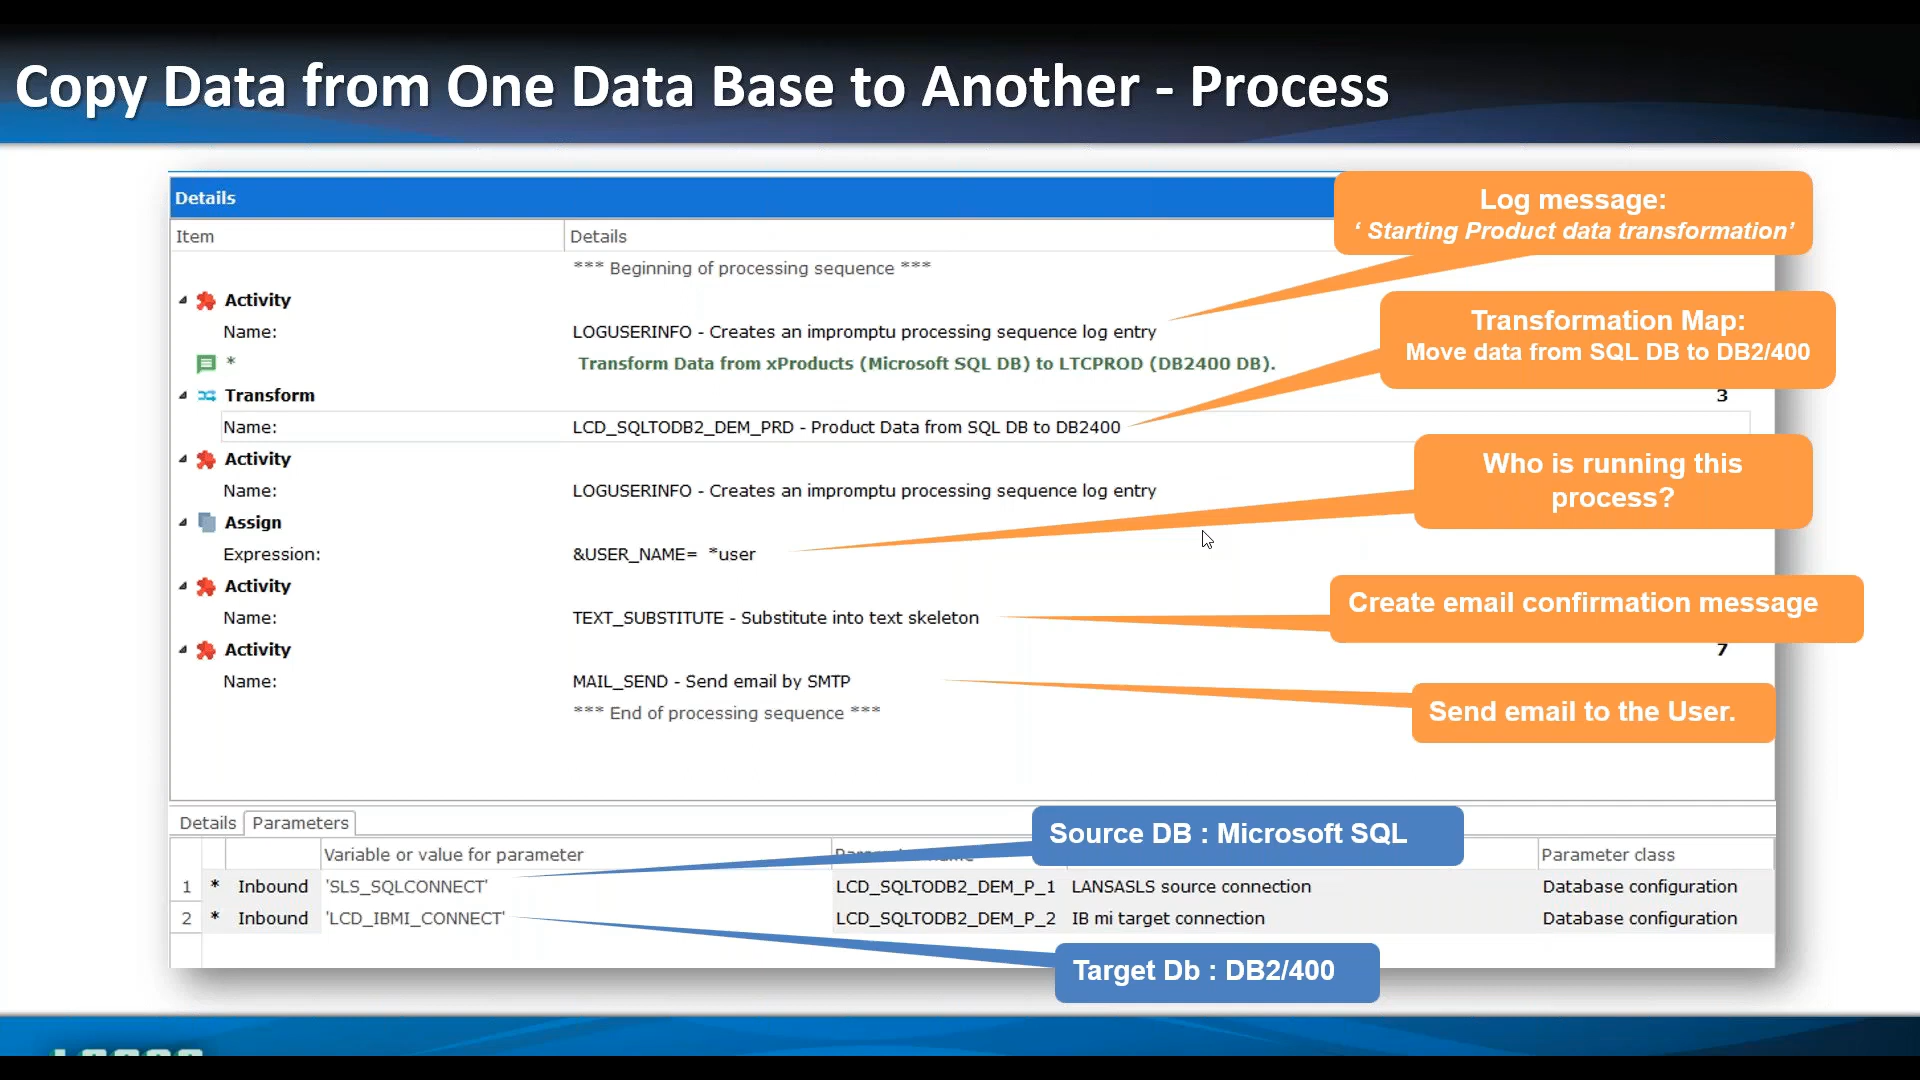 Copy Data from One Data Base to Another - Process
Details
Log message:
‘ Starting Product data transformation’
Item Details
*** Beginning of processing sequence ***
Activity
Name: LOGUSERINFO - Creates an impromptu processing sequence log entry
Transformation Map:
Move data from SQL DB to DB2/400
* Transform Data from xProducts (Microsoft SQL DB) to LTCPROD (DB2400 DB).
Transform 3
Name: LCD_SQLTODB2_DEM_PRD - Product Data from SQL DB to DB2400
Activity
Who is running this
process?
Name: LOGUSERINFO - Creates an impromptu processing sequence log entry
Assign
Expression: &USER_NAME= *user
Activity
Create email confirmation message
Name: TEXT_SUBSTITUTE - Substitute into text skeleton
Activity 7
Name: MAIL_SEND - Send email by SMTP
Send email to the User.
*** End of processing sequence ***
Details Parameters
Source DB : Microsoft SQL
Variable or value for parameter Parameter class
1 * Inbound 'SLS_SQLCONNECT' LCD_SQLTODB2_DEM_P_1 LANSASLS source connection Database configuration
2 * Inbound 'LCD_IBMI_CONNECT' LCD_SQLTODB2_DEM_P_2 IB mi target connection Database configuration
Target Db : DB2/400